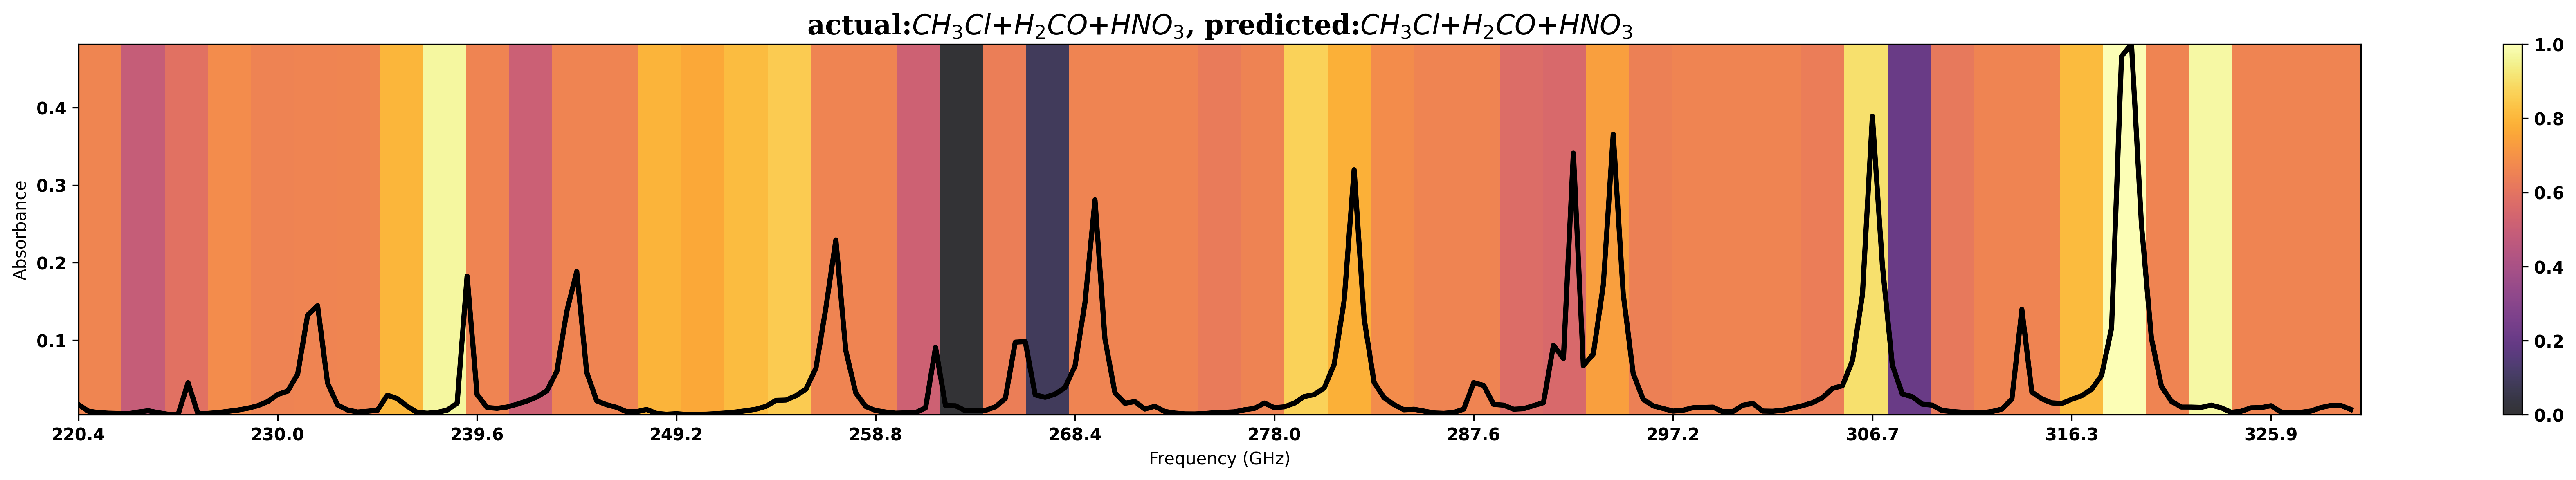 actual:CH₃Cl+H₂CO+HNO₃, predicted:CH₃Cl+H₂CO+HNO₃
Absorbance
0.4
0.3
0.2
0.1
220.4 230.0 239.6 249.2 258.8 268.4 278.0 287.6 297.2 306.7 316.3 325.9
Frequency (GHz)
1.0
0.8
0.6
0.4
0.2
0.0